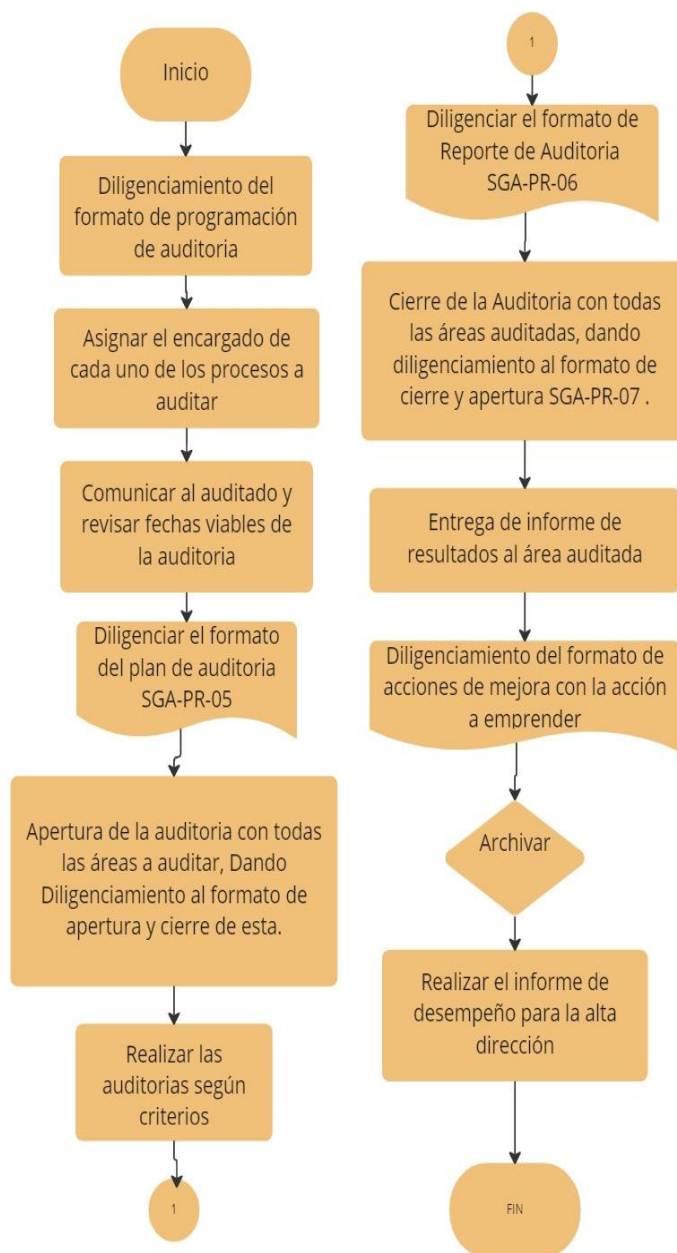 Inicio
Diligenciamiento del
formato de programación
de auditoria
Asignar el encargado de
cada uno de los procesos a
auditar
Comunicar al auditado y
revisar fechas viables de
la auditoria
Diligenciar el formato
del plan de auditoria
SGA-PR-05
Apertura de la auditoria con todas
las áreas a auditar, Dando
Diligenciamiento al formato de
apertura y cierre de esta.
Realizar las
auditorias según
criterios
1
1
Diligenciar el formato de
Reporte de Auditoria
SGA-PR-06
Cierre de la Auditoria con todas
las áreas auditadas, dando
diligenciamiento al formato de
cierre y apertura SGA-PR-07 .
Entrega de informe de
resultados al área auditada
Diligenciamiento del formato de
acciones de mejora con la acción
a emprender
Archivar
Realizar el informe de
desempeño para la alta
dirección
FIN